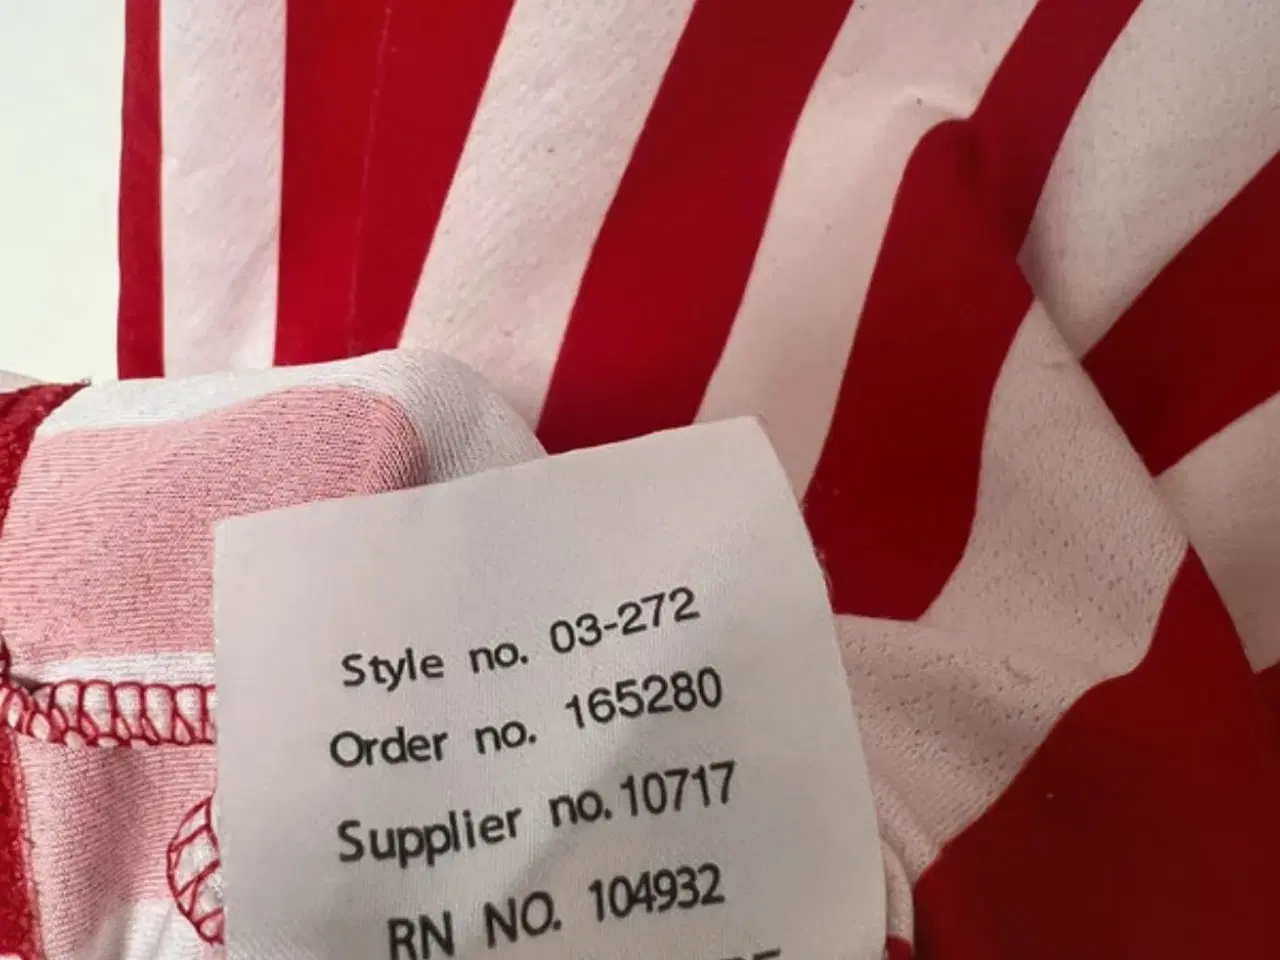 Style no. 03-272
Order no. 165280
Supplier no. 10717
RN NO. 104932